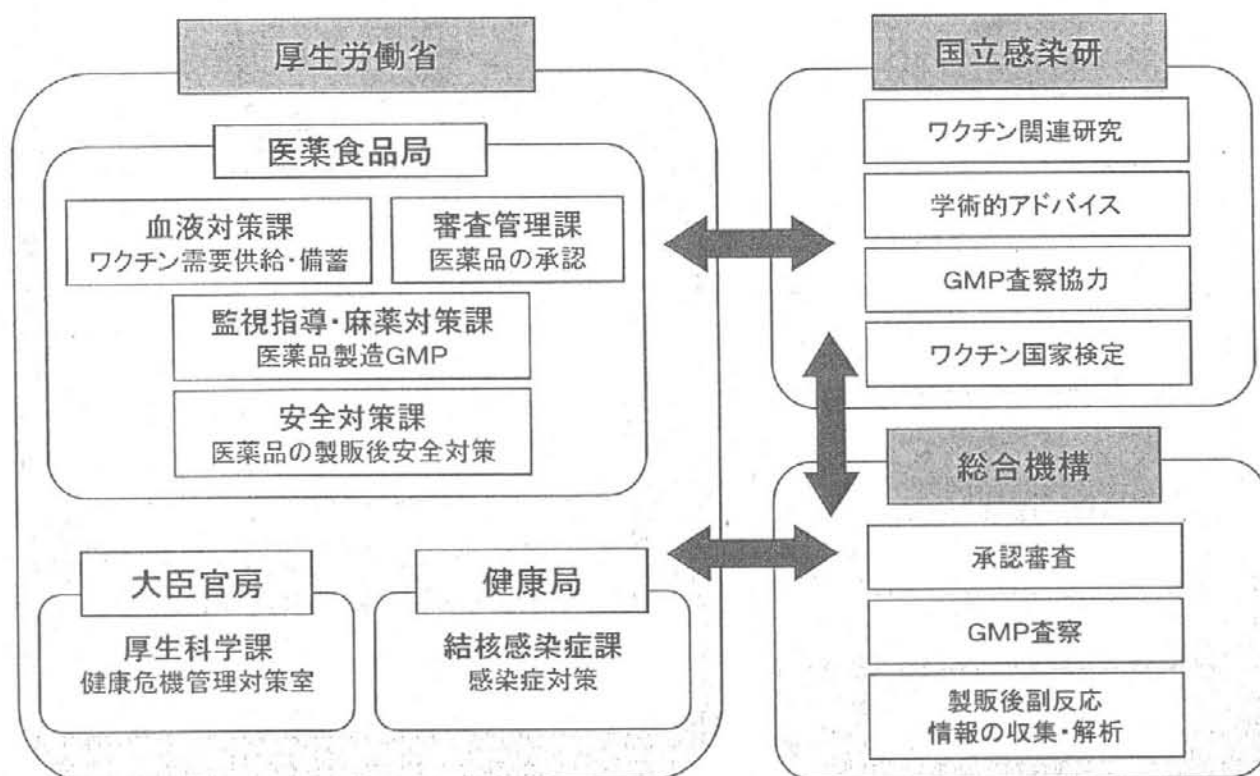 厚生労働省
医薬食品局
血液対策課
ワクチン需要供給・備蓄
審査管理課
医薬品の承認
監視指導・麻薬対策課
医薬品製造GMP
安全対策課
医薬品の製販後安全対策
大臣官房
厚生科学課
健康危機管理対策室
健康局
結核感染症課
感染症対策
国立感染研
ワクチン関連研究
学術的アドバイス
GMP査察協力
ワクチン国家検定
総合機構
承認審査
GMP査察
製販後副反応
情報の収集・解析